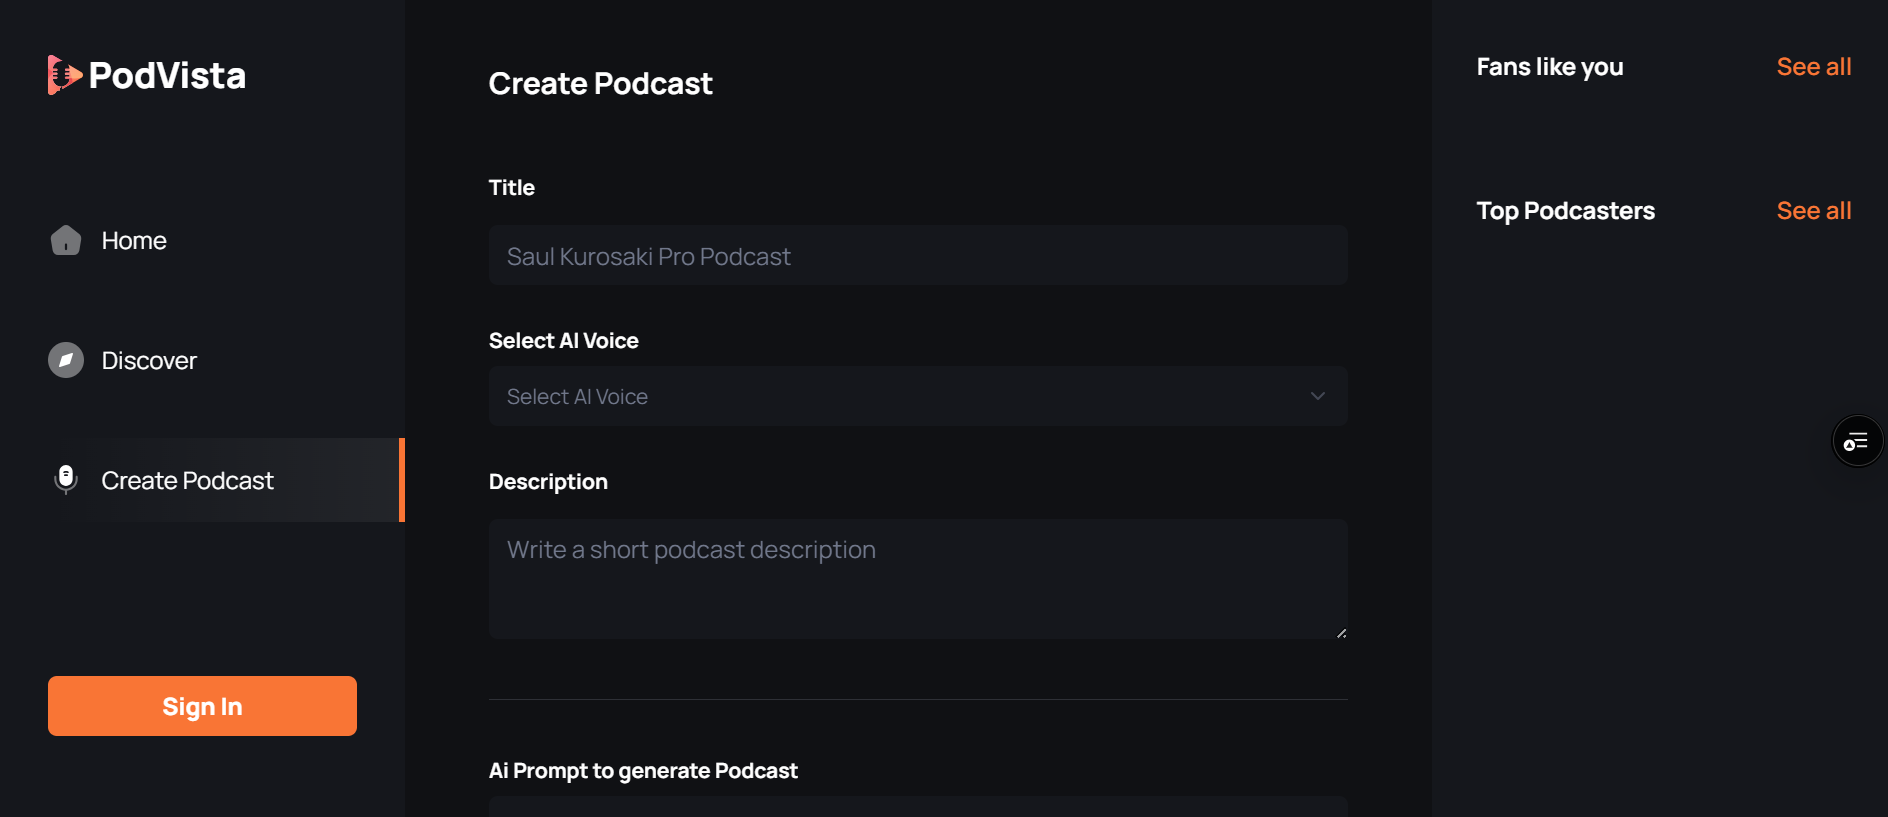 PodVista
Home
Discover
Create Podcast
Sign In
Create Podcast
Title
Saul Kurosaki Pro Podcast
Select AI Voice
Select AI Voice
Description
Write a short podcast description
Ai Prompt to generate Podcast
Fans like you
See all
Top Podcasters
See all